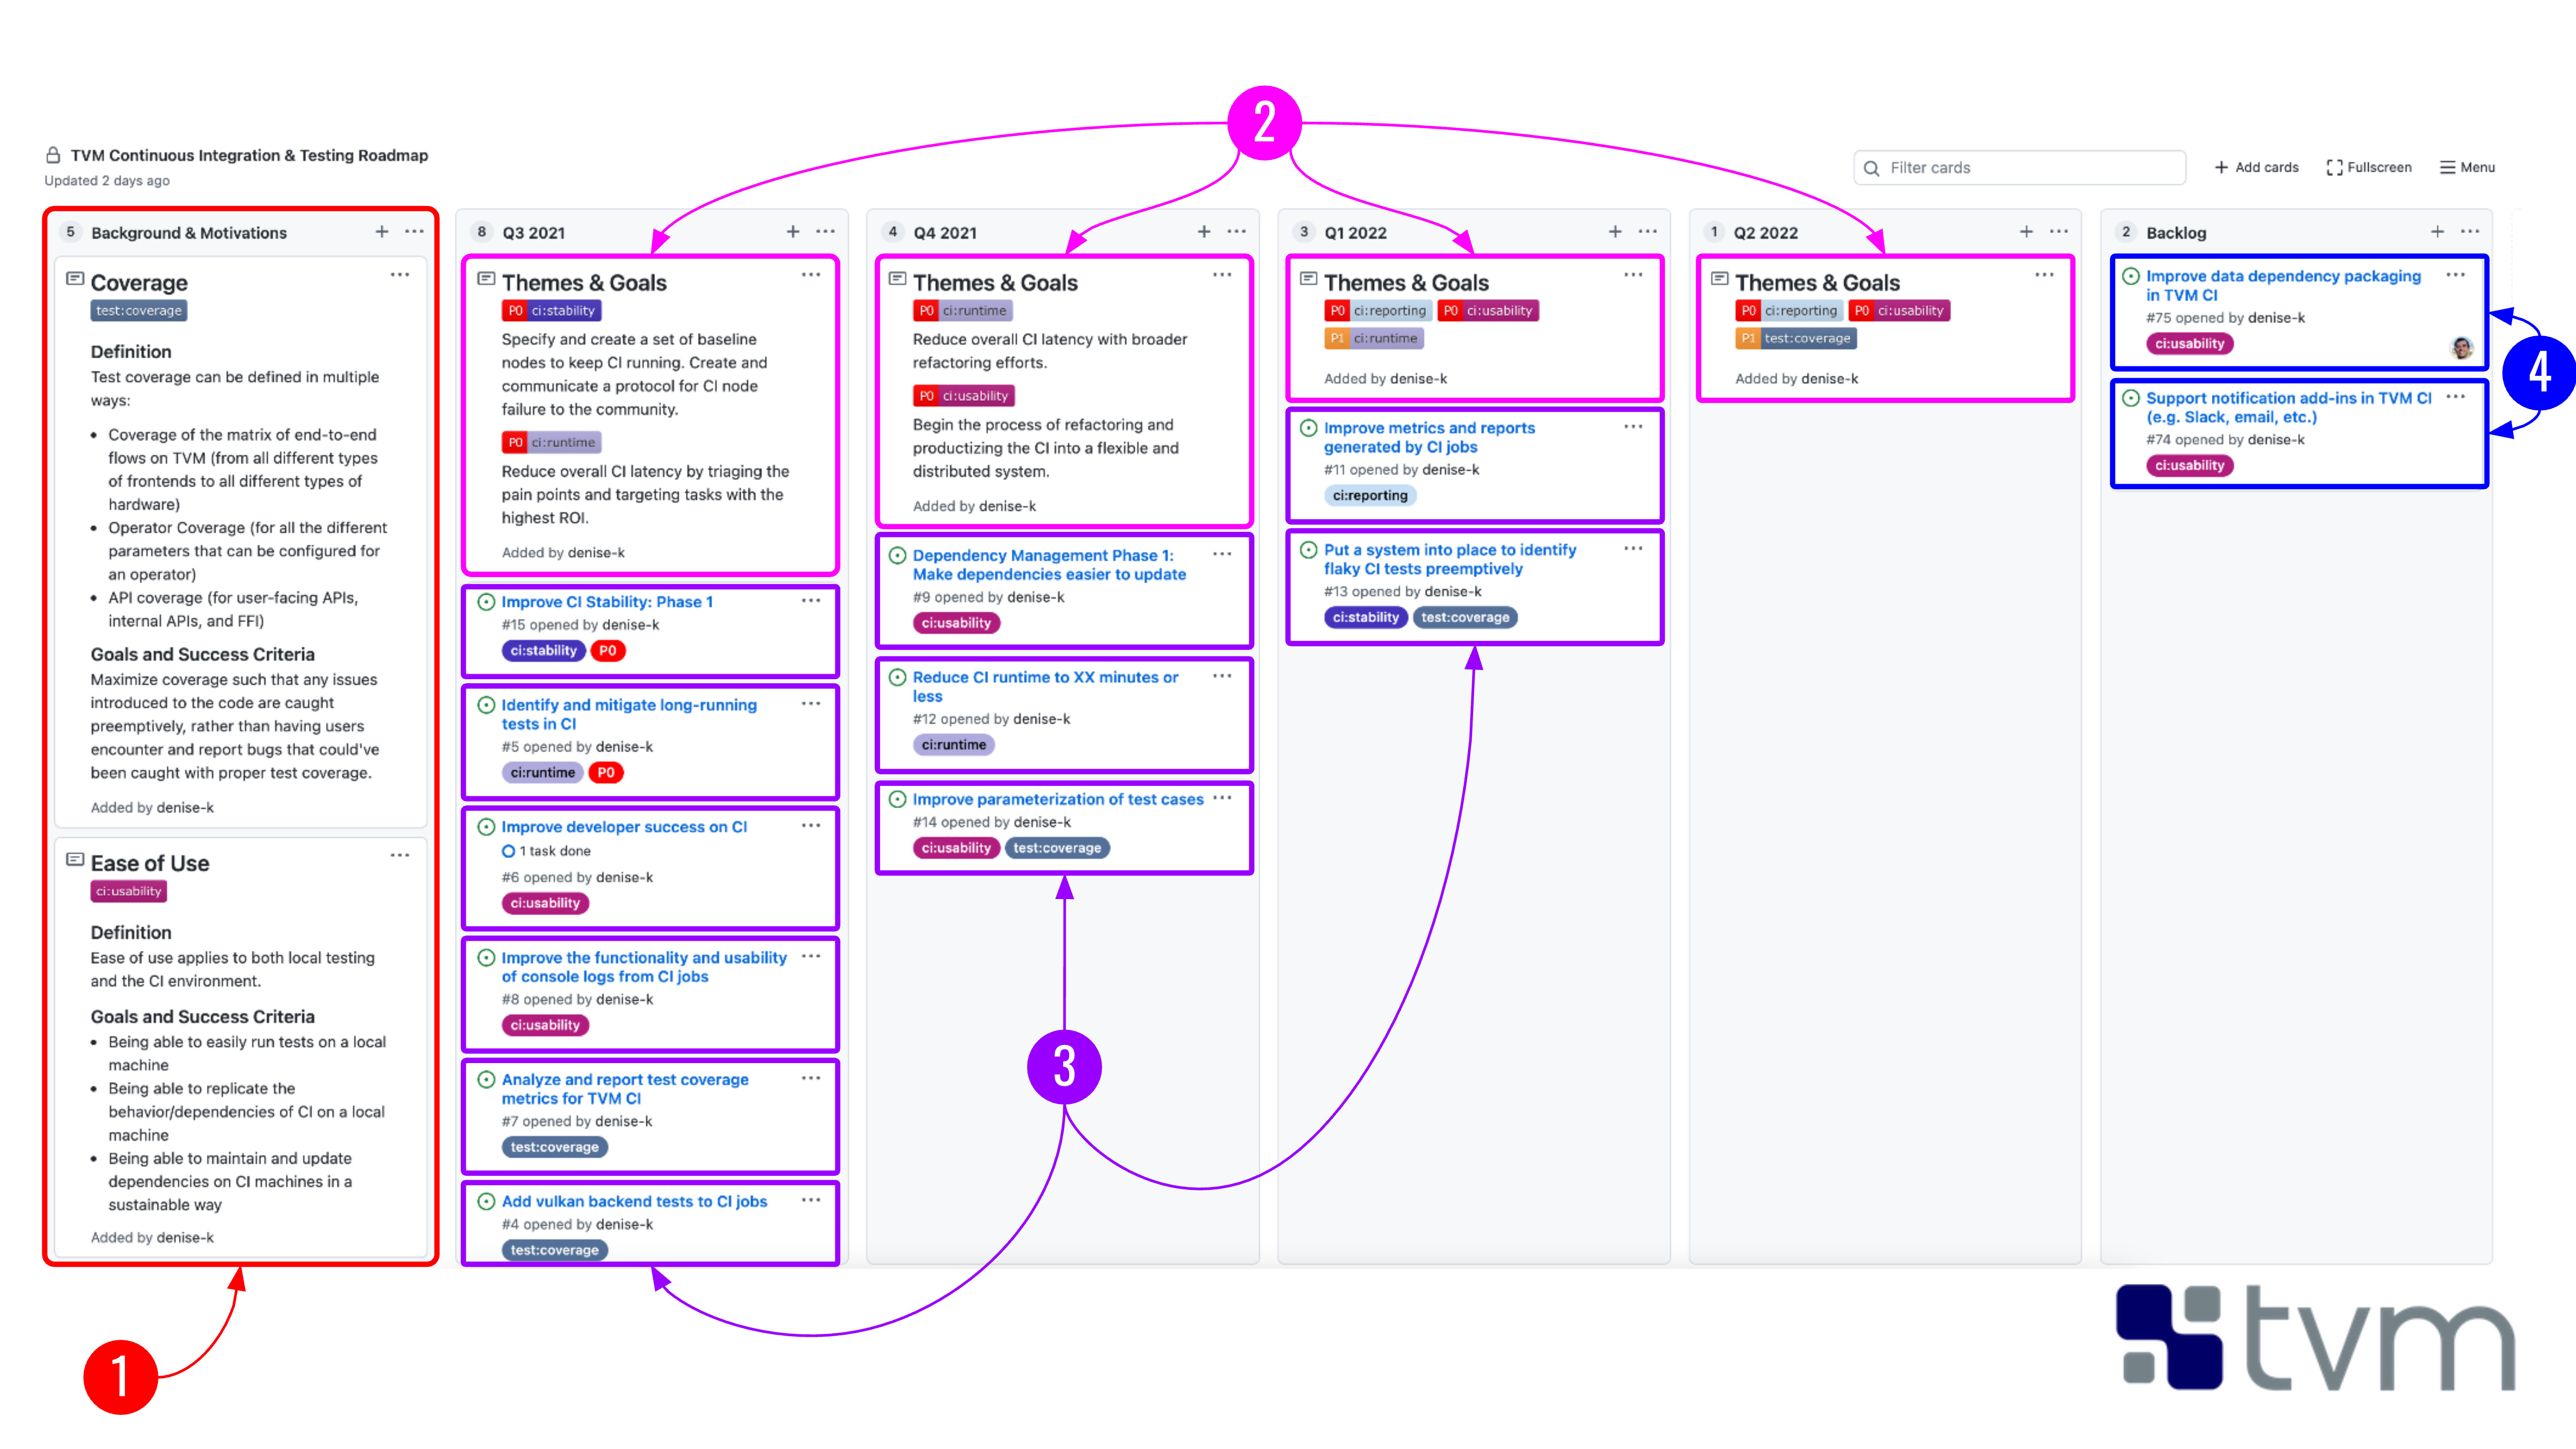 2
TVM Continuous Integration & Testing Roadmap
Updated 2 days ago
Filter cards
+ Add cards
Fullscreen
Menu
5 Background & Motivations + ...
Coverage ...
test:coverage
Definition
Test coverage can be defined in multiple
ways:
• Coverage of the matrix of end-to-end
flows on TVM (from all different types
of frontends to all different types of
hardware)
• Operator Coverage (for all the different
parameters that can be configured for
an operator)
• API coverage (for user-facing APIs,
internal APIs, and FFI)
Goals and Success Criteria
Maximize coverage such that any issues
introduced to the code are caught
preemptively, rather than having users
encounter and report bugs that could've
been caught with proper test coverage.
Added by denise-k
Ease of Use ...
ci:usability
Definition
Ease of use applies to both local testing
and the CI environment.
Goals and Success Criteria
• Being able to easily run tests on a local
machine
• Being able to replicate the
behavior/dependencies of CI on a local
machine
• Being able to maintain and update
dependencies on CI machines in a
sustainable way
Added by denise-k
1
8 Q3 2021 + ...
Themes & Goals ...
P0 ci:stability
Specify and create a set of baseline
nodes to keep CI running. Create and
communicate a protocol for CI node
failure to the community.
P0 ci:runtime
Reduce overall CI latency by triaging the
pain points and targeting tasks with the
highest ROI.
Added by denise-k
Improve CI Stability: Phase 1 ...
#15 opened by denise-k
ci:stability P0
Identify and mitigate long-running ...
tests in CI
#5 opened by denise-k
ci:runtime P0
Improve developer success on CI ...
1 task done
#6 opened by denise-k
ci:usability
Improve the functionality and usability ...
of console logs from CI jobs
#8 opened by denise-k
ci:usability
Analyze and report test coverage ...
metrics for TVM CI
#7 opened by denise-k
test:coverage
Add vulkan backend tests to CI jobs ...
#4 opened by denise-k
test:coverage
4 Q4 2021 + ...
Themes & Goals ...
P0 ci:runtime
Reduce overall CI latency with broader
refactoring efforts.
P0 ci:usability
Begin the process of refactoring and
productizing the CI into a flexible and
distributed system.
Added by denise-k
Dependency Management Phase 1: ...
Make dependencies easier to update
#9 opened by denise-k
ci:usability
Reduce CI runtime to XX minutes or ...
less
#12 opened by denise-k
ci:runtime
Improve parameterization of test cases ...
#14 opened by denise-k
ci:usability test:coverage
3
3 Q1 2022 + ...
Themes & Goals ...
P0 ci:reporting P0 ci:usability
P1 ci:runtime
Added by denise-k
Improve metrics and reports ...
generated by CI jobs
#11 opened by denise-k
ci:reporting
Put a system into place to identify ...
flaky CI tests preemptively
#13 opened by denise-k
ci:stability test:coverage
1 Q2 2022 + ...
Themes & Goals ...
P0 ci:reporting P0 ci:usability
P1 test:coverage
Added by denise-k
2 Backlog + ...
Improve data dependency packaging ...
in TVM CI
#75 opened by denise-k
ci:usability
Support notification add-ins in TVM CI ...
(e.g. Slack, email, etc.)
#74 opened by denise-k
ci:usability
4
tvm